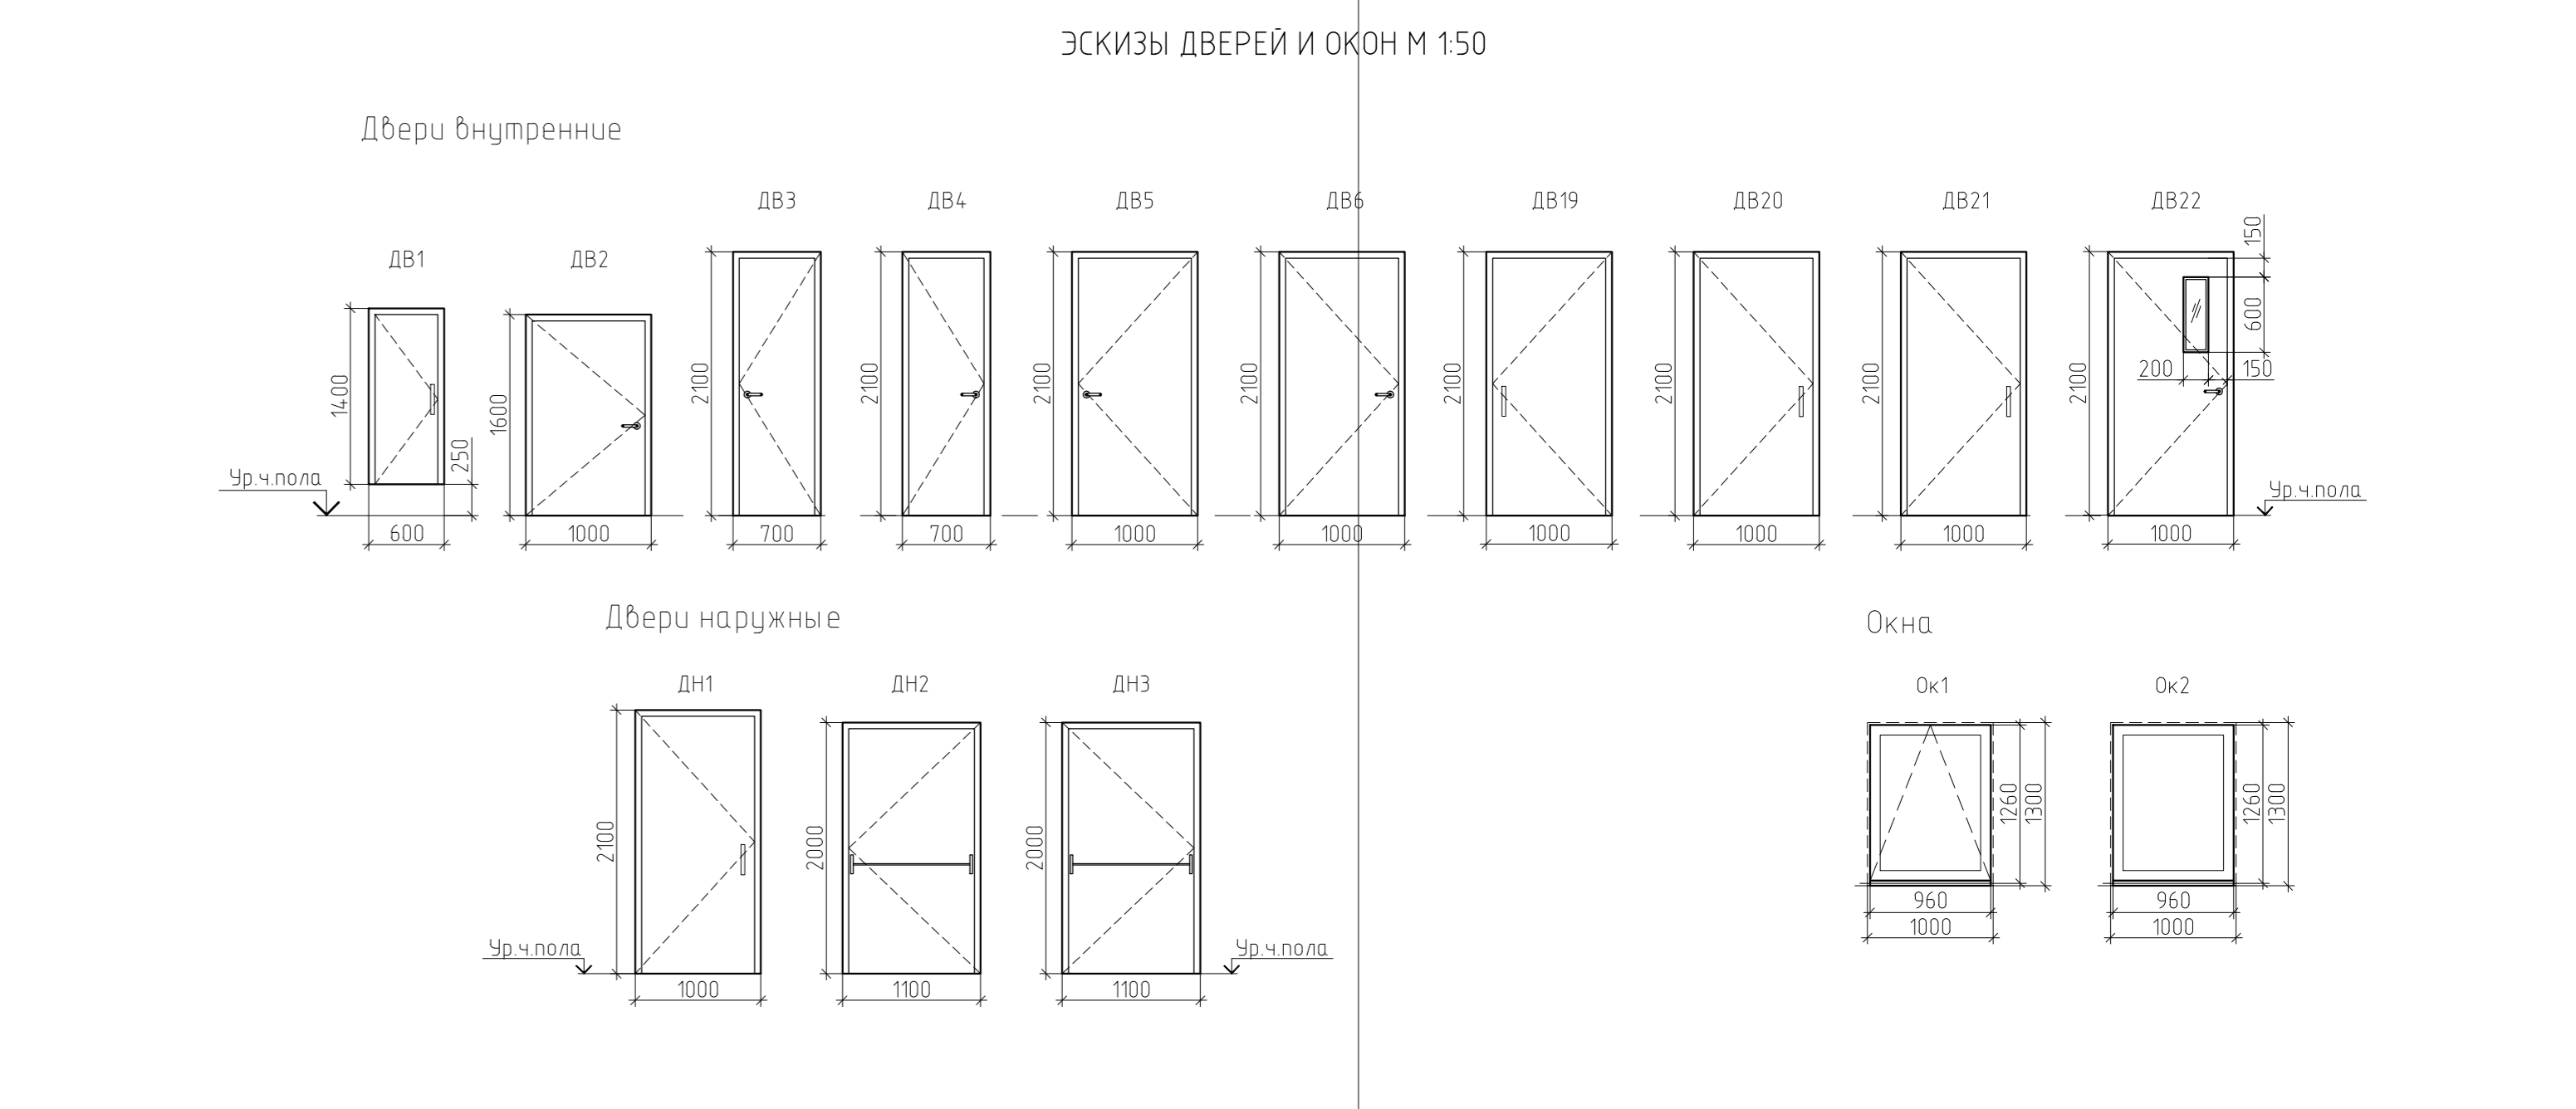 ЭСКИЗЫ ДВЕРЕЙ И ОКОН М 1:50
Двери внутренние
ДВ1
ДВ2
ДВ3
ДВ4
ДВ5
ДВ6
ДВ19
ДВ20
ДВ21
ДВ22
1400
250
Ур.ч.пола
600
1600
1000
2100
700
2100
700
2100
1000
2100
1000
2100
1000
2100
1000
2100
1000
2100
150
600
200
150
Ур.ч.пола
1000
Двери наружные
ДН1
ДН2
ДН3
2100
Ур.ч.пола
1000
2000
1100
2000
1100
Ур.ч.пола
Окна
Ок1
Ок2
1260
1300
960
1000
1260
1300
960
1000